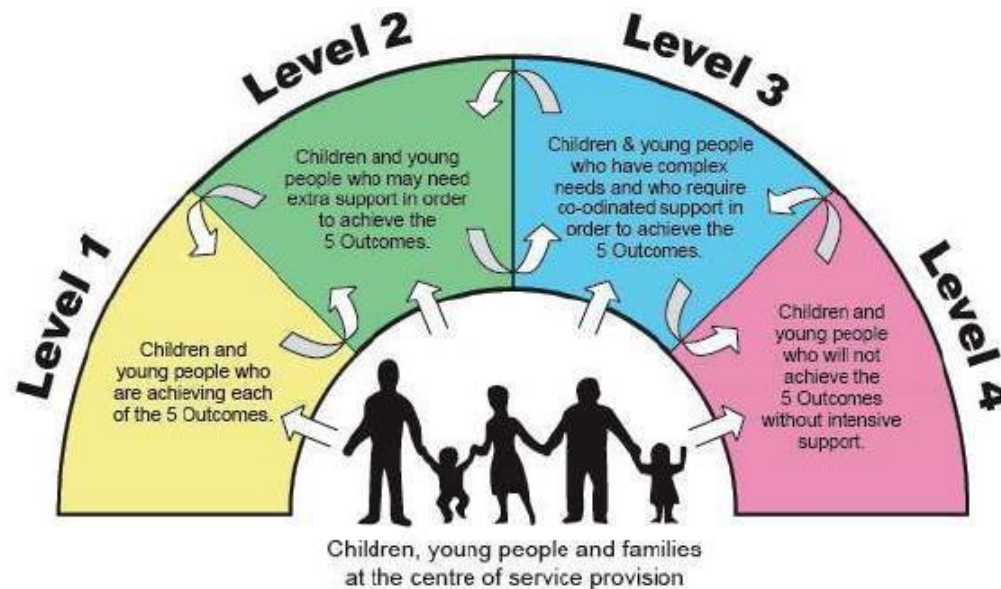 Level 1
Children and
young people who
are achieving each
of the 5 Outcomes.
Level 2
Children and young
people who may need
extra support in order
to achieve the
5 Outcomes.
Level 3
Children & young people
who have complex
needs and who require
co-odinated support in
order to achieve the
5 Outcomes.
Level 4
Children and
young people
who will not
achieve the
5 Outcomes
without intensive
support.
Children, young people and families
at the centre of service provision